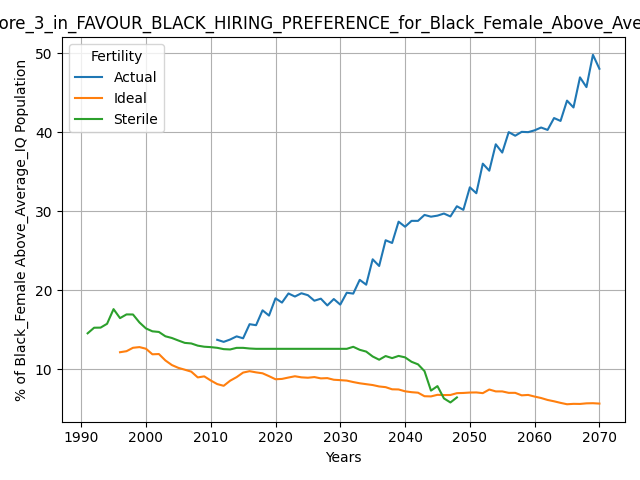 ore_3_in_FAVOUR_BLACK_HIRING_PREFERENCE_for_Black_Female_Above_Ave
Fertility
Actual
Ideal
Sterile
% of Black_Female Above_Average_IQ Population
50
40
30
20
10
1990 2000 2010 2020 2030 2040 2050 2060 2070
Years